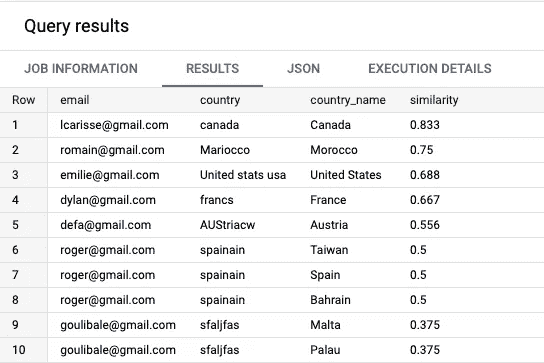 Query results
JOB INFORMATION RESULTS JSON EXECUTION DETAILS
Row email country country_name similarity
1 lcarisse@gmail.com canada Canada 0.833
2 romain@gmail.com Mariocco Morocco 0.75
3 emilie@gmail.com United stats usa United States 0.688
4 dylan@gmail.com francs France 0.667
5 defa@gmail.com AUStriacw Austria 0.556
6 roger@gmail.com spainain Taiwan 0.5
7 roger@gmail.com spainain Spain 0.5
8 roger@gmail.com spainain Bahrain 0.5
9 goulibale@gmail.com sfaljfas Malta 0.375
10 goulibale@gmail.com sfaljfas Palau 0.375